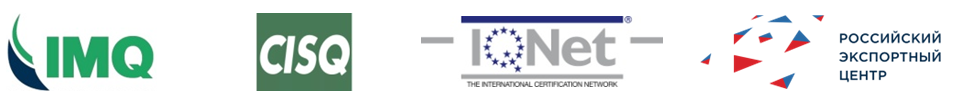 IMQ
CISQ
IQNet®
THE INTERNATIONAL CERTIFICATION NETWORK
РОССИЙСКИЙ
ЭКСПОРТНЫЙ
ЦЕНТР